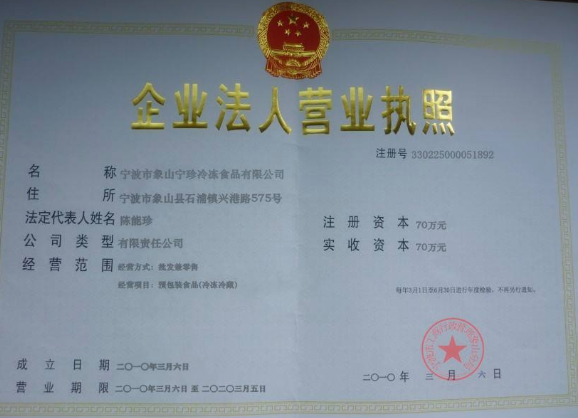 企业法人营业执照
注册号 330225000051892
名称 宁波市象山宁珍冷冻食品有限公司
住所 宁波市象山县石浦镇兴港路575号
法定代表人姓名 陈能珍
注册资本 70万元
公司类型 有限责任公司
实收资本 70万元
经营范围 经营方式：批发兼零售
经营项目：预包装食品(冷冻冷藏)
每年3月1日至6月30日进行年度检验，不再另行通知。
成立日期 二〇一〇年三月六日
二〇一〇年 三月 六日
营业期限 二〇一〇年三月六日 至 二〇二〇三月五日